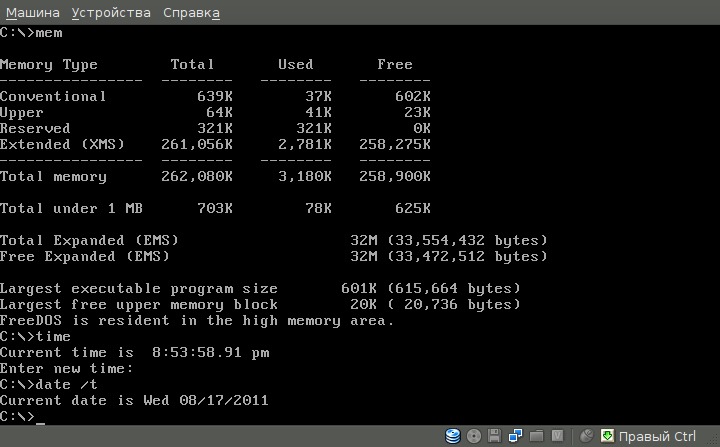 Машина Устройства Справка
C:\>mem
Memory Type        Total       Used       Free
----------------  --------   --------   --------
Conventional          639K        37K       602K
Upper                  64K        41K        23K
Reserved              321K       321K         0K
Extended (XMS)    261,056K     2,781K   258,275K
----------------  --------   --------   --------
Total memory      262,080K     3,180K   258,900K
Total under 1 MB      703K        78K       625K
Total Expanded (EMS)                   32M (33,554,432 bytes)
Free Expanded (EMS)                    32M (33,472,512 bytes)
Largest executable program size       601K (615,664 bytes)
Largest free upper memory block        20K ( 20,736 bytes)
FreeDOS is resident in the high memory area.
C:\>time
Current time is  8:53:58.91 pm
Enter new time:
C:\>date /t
Current date is Wed 08/17/2011
C:\>_
Правый Ctrl